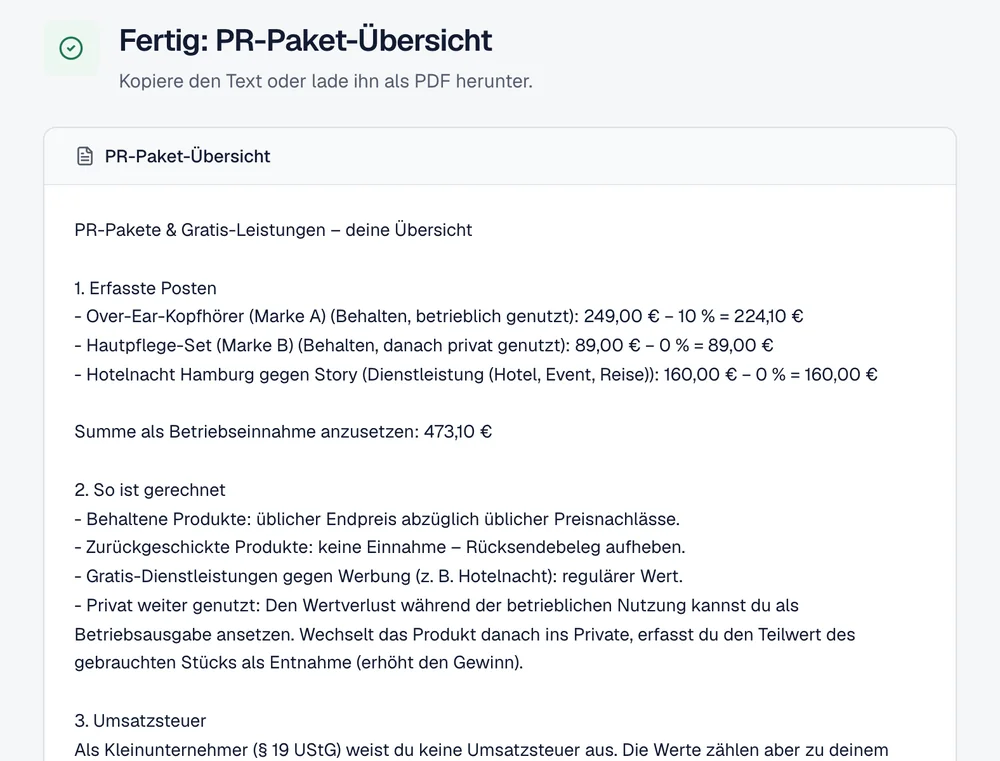 Fertig: PR-Paket-Übersicht
Kopiere den Text oder lade ihn als PDF herunter.
PR-Paket-Übersicht
PR-Pakete & Gratis-Leistungen – deine Übersicht
1. Erfasste Posten
- Over-Ear-Kopfhörer (Marke A) (Behalten, betrieblich genutzt): 249,00 € – 10 % = 224,10 €
- Hautpflege-Set (Marke B) (Behalten, danach privat genutzt): 89,00 € – 0 % = 89,00 €
- Hotelnacht Hamburg gegen Story (Dienstleistung (Hotel, Event, Reise)): 160,00 € – 0 % = 160,00 €
Summe als Betriebseinnahme anzusetzen: 473,10 €
2. So ist gerechnet
- Behaltene Produkte: üblicher Endpreis abzüglich üblicher Preisnachlässe.
- Zurückgeschickte Produkte: keine Einnahme – Rücksendebeleg aufheben.
- Gratis-Dienstleistungen gegen Werbung (z. B. Hotelnacht): regulärer Wert.
- Privat weiter genutzt: Den Wertverlust während der betrieblichen Nutzung kannst du als
Betriebsausgabe ansetzen. Wechselt das Produkt danach ins Private, erfasst du den Teilwert des
gebrauchten Stücks als Entnahme (erhöht den Gewinn).
3. Umsatzsteuer
Als Kleinunternehmer (§ 19 UStG) weist du keine Umsatzsteuer aus. Die Werte zählen aber zu deinem